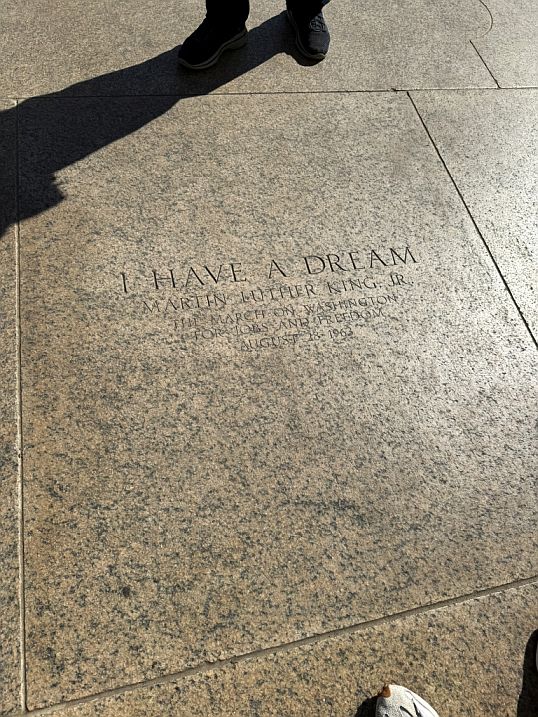 I HAVE A DREAM
MARTIN LUTHER KING, JR.
THE MARCH ON WASHINGTON
FOR JOBS AND FREEDOM
AUGUST 28, 1963